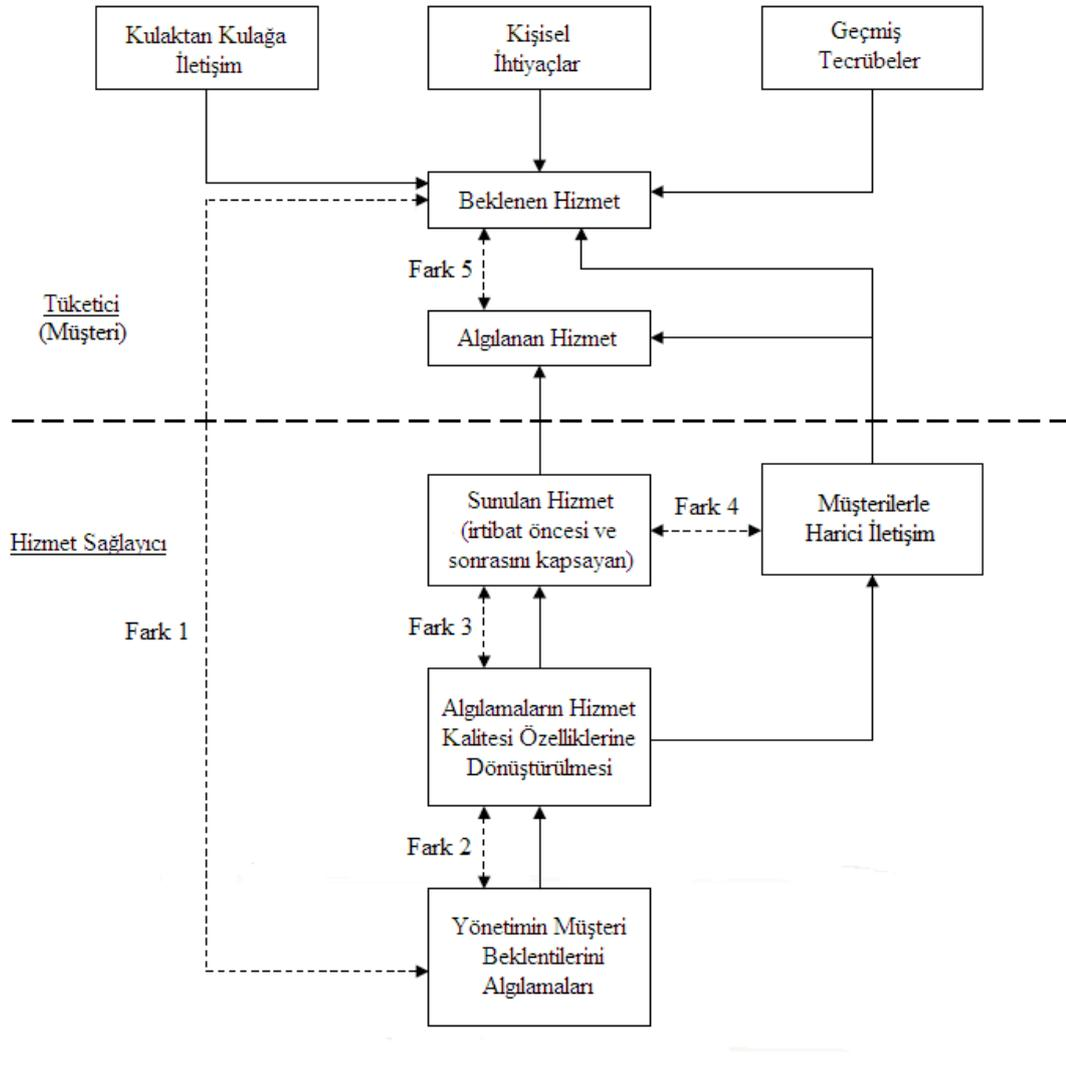 Kulaktan Kulağa
İletişim
Kişisel
İhtiyaçlar
Geçmiş
Tecrübeler
Beklenen Hizmet
Fark 5
Tüketici
(Müşteri)
Algılanan Hizmet
Sunulan Hizmet
(irtibat öncesi ve
sonrasını kapsayan)
Fark 4
Müşterilerle
Harici İletişim
Hizmet Sağlayıcı
Fark 1
Fark 3
Algılamaların Hizmet
Kalitesi Özelliklerine
Dönüştürülmesi
Fark 2
Yönetimin Müşteri
Beklentilerini
Algılamaları